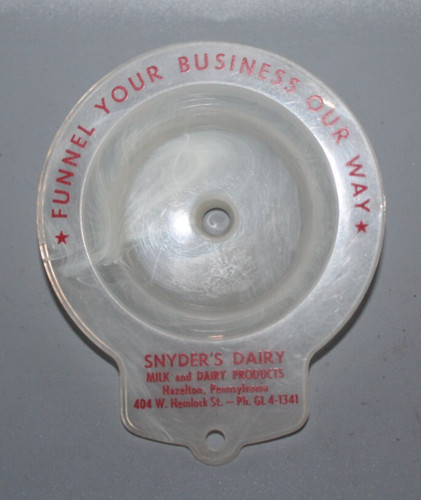 ★ FUNNEL YOUR BUSINESS OUR WAY ★
SNYDER'S DAIRY
MILK and DAIRY PRODUCTS
Hazelton, Pennsylvania
404 W. Hemlock St. — Ph. GL 4-1341